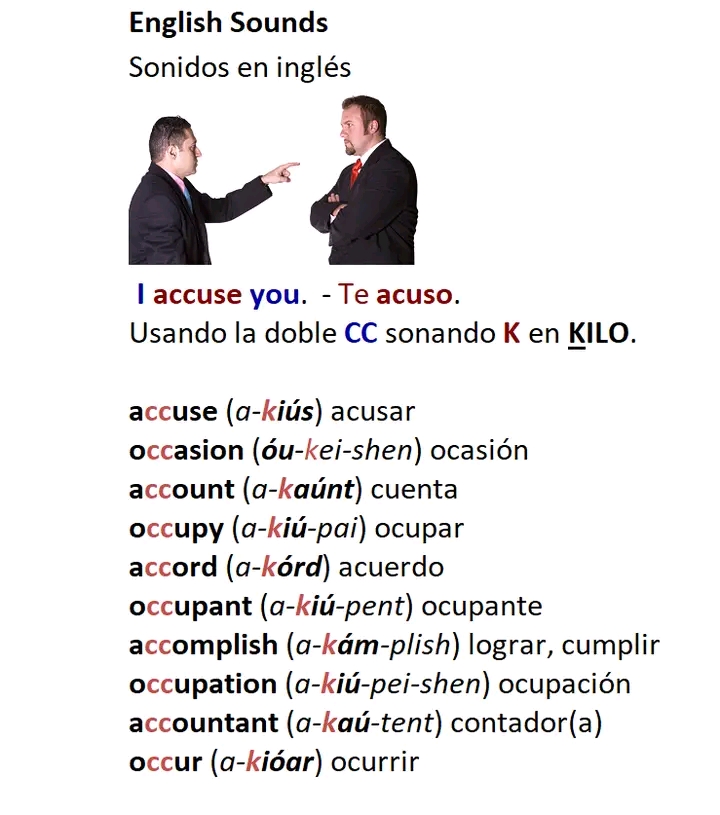 English Sounds
Sonidos en inglés
I accuse you. - Te acuso.
Usando la doble CC sonando K en KILO.
accuse (a-kiús) acusar
occasion (óu-kei-shen) ocasión
account (a-kaúnt) cuenta
occupy (a-kiú-pai) ocupar
accord (a-kórd) acuerdo
occupant (a-kiú-pent) ocupante
accomplish (a-kám-plish) lograr, cumplir
occupation (a-kiú-pei-shen) ocupación
accountant (a-kaú-tent) contador(a)
occur (a-kióar) ocurrir